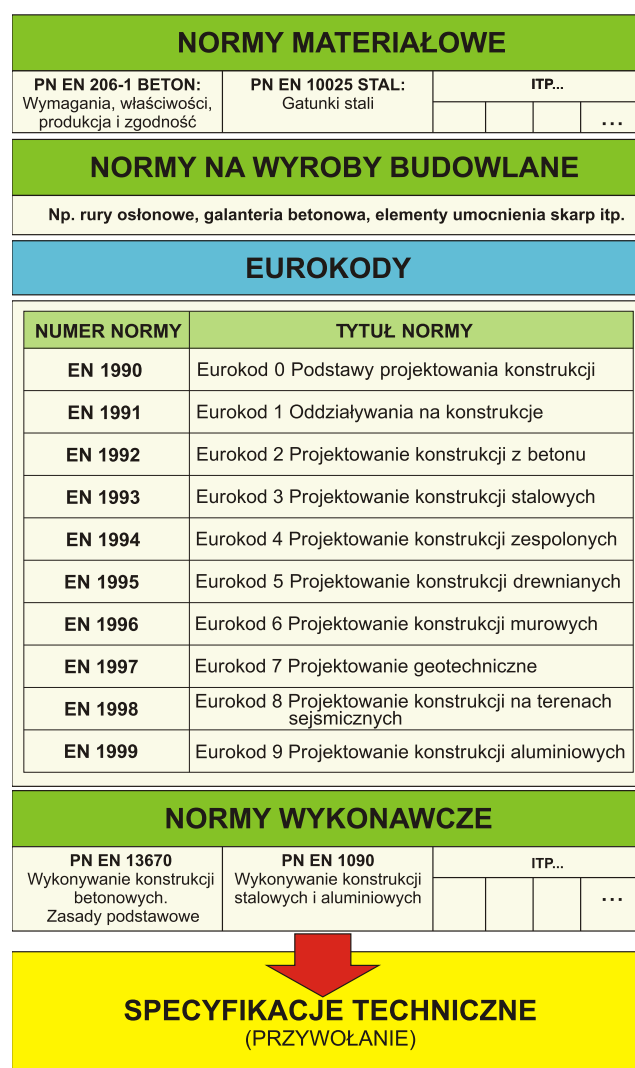 NORMY MATERIAŁOWE
PN EN 206-1 BETON:
Wymagania, właściwości,
produkcja i zgodność
PN EN 10025 STAL:
Gatunki stali
ITP...
...
NORMY NA WYROBY BUDOWLANE
Np. rury osłonowe, galanteria betonowa, elementy umocnienia skarp itp.
EUROKODY
NUMER NORMY TYTUŁ NORMY
EN 1990 Eurokod 0 Podstawy projektowania konstrukcji
EN 1991 Eurokod 1 Oddziaływania na konstrukcje
EN 1992 Eurokod 2 Projektowanie konstrukcji z betonu
EN 1993 Eurokod 3 Projektowanie konstrukcji stalowych
EN 1994 Eurokod 4 Projektowanie konstrukcji zespolonych
EN 1995 Eurokod 5 Projektowanie konstrukcji drewnianych
EN 1996 Eurokod 6 Projektowanie konstrukcji murowych
EN 1997 Eurokod 7 Projektowanie geotechniczne
EN 1998 Eurokod 8 Projektowanie konstrukcji na terenach
sejsmicznych
EN 1999 Eurokod 9 Projektowanie konstrukcji aluminiowych
NORMY WYKONAWCZE
PN EN 13670
Wykonywanie konstrukcji
betonowych.
Zasady podstawowe
PN EN 1090
Wykonywanie konstrukcji
stalowych i aluminiowych
ITP...
...
SPECYFIKACJE TECHNICZNE
(PRZYWOŁANIE)